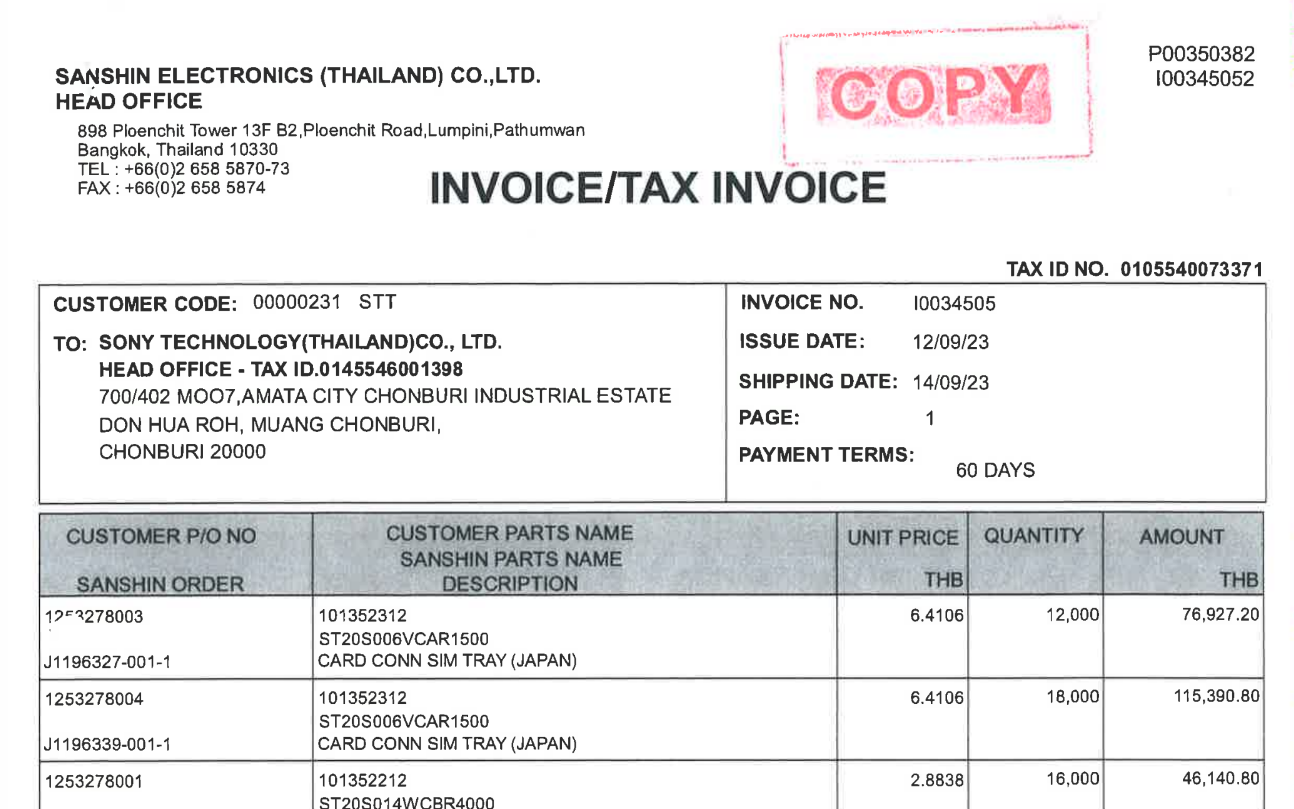 P00350382
I00345052
COPY
SANSHIN ELECTRONICS (THAILAND) CO.,LTD.
HEAD OFFICE
898 Ploenchit Tower 13F B2,Ploenchit Road,Lumpini,Pathumwan
Bangkok, Thailand 10330
TEL : +66(0)2 658 5870-73
FAX : +66(0)2 658 5874
INVOICE/TAX INVOICE
TAX ID NO. 0105540073371
CUSTOMER CODE: 00000231 STT
TO: SONY TECHNOLOGY(THAILAND)CO., LTD.
HEAD OFFICE - TAX ID.0145546001398
700/402 MOO7,AMATA CITY CHONBURI INDUSTRIAL ESTATE
DON HUA ROH, MUANG CHONBURI,
CHONBURI 20000
INVOICE NO. I0034505
ISSUE DATE: 12/09/23
SHIPPING DATE: 14/09/23
PAGE: 1
PAYMENT TERMS:
60 DAYS
CUSTOMER P/O NO
SANSHIN ORDER
CUSTOMER PARTS NAME
SANSHIN PARTS NAME
DESCRIPTION
UNIT PRICE
THB
QUANTITY
AMOUNT
THB
101352312 6.4106 12,000 76,927.20
ST20S006VCAR1500
J1196327-001-1 CARD CONN SIM TRAY (JAPAN)
1253278004 101352312 6.4106 18,000 115,390.80
ST20S006VCAR1500
J1196339-001-1 CARD CONN SIM TRAY (JAPAN)
1253278001 101352212 2.8838 16,000 46,140.80
ST20S014WCBR4000